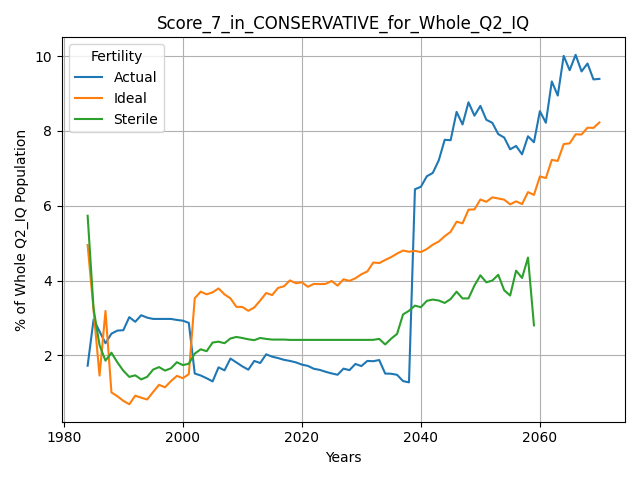 Score_7_in_CONSERVATIVE_for_Whole_Q2_IQ
Fertility
Actual
Ideal
Sterile
% of Whole Q2_IQ Population
10
8
6
4
2
1980
2000
2020
2040
2060
Years